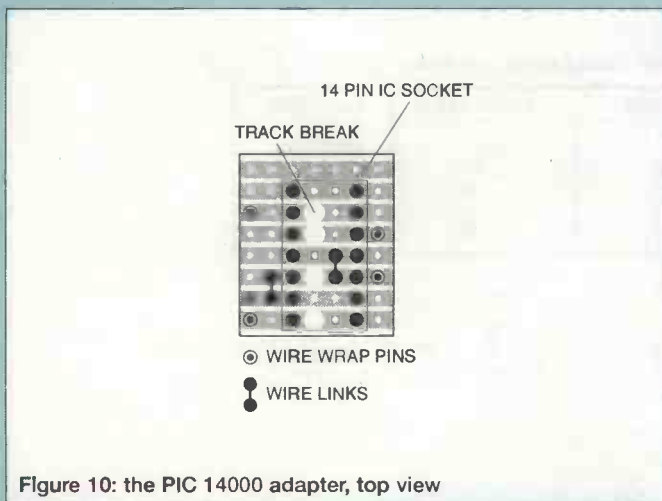 14 PIN IC SOCKET
TRACK BREAK
WIRE WRAP PINS
WIRE LINKS
Figure 10: the PIC 14000 adapter, top view